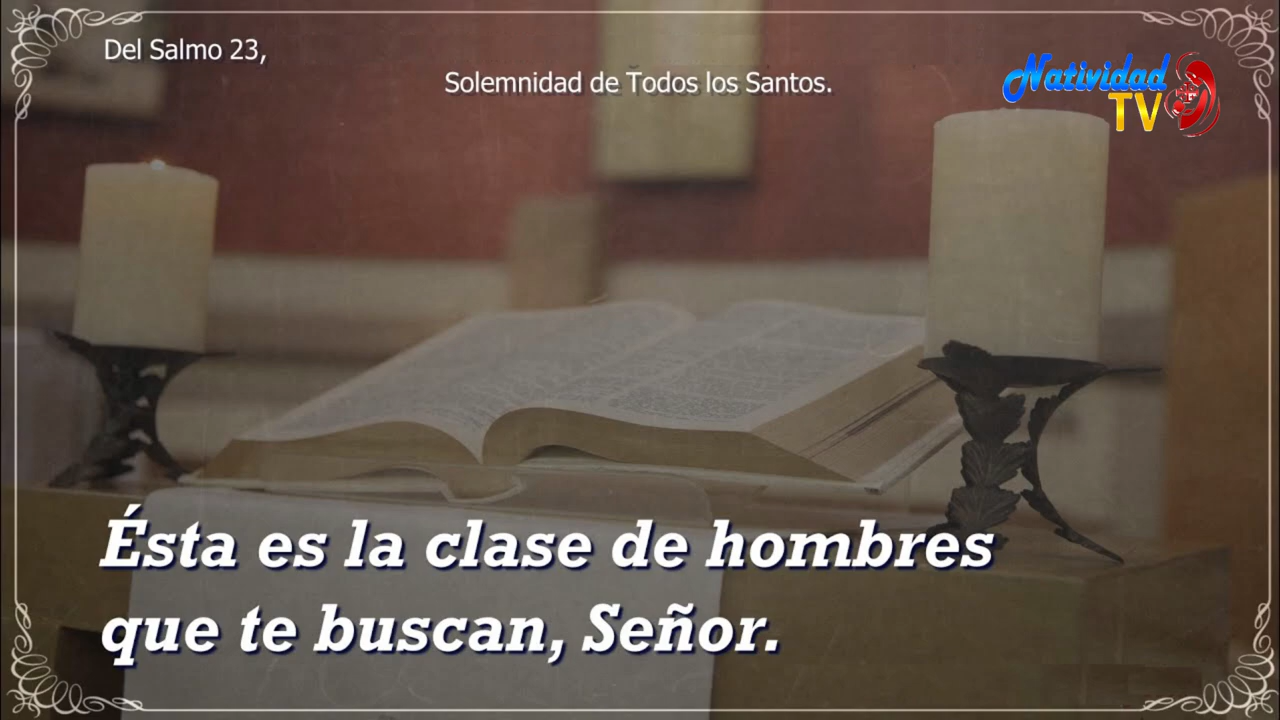 Del Salmo 23,
Solemnidad de Todos los Santos.
Natividad
TV
Ésta es la clase de hombres
que te buscan, Señor.